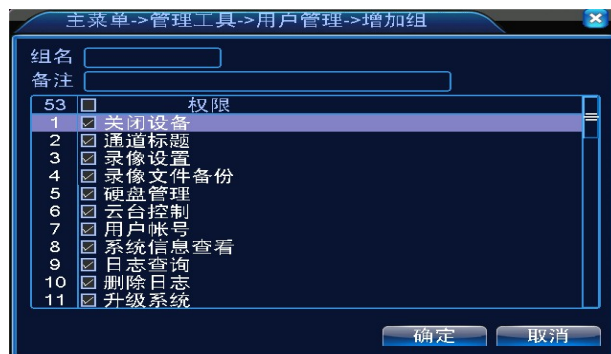 主菜单->管理工具->用户管理->增加组
组名
备注
53 权限
1 关闭设备
2 通道标题
3 录像设置
4 录像文件备份
5 硬盘管理
6 云台控制
7 用户帐号
8 系统信息查看
9 日志查询
10 删除日志
11 升级系统
确定 取消